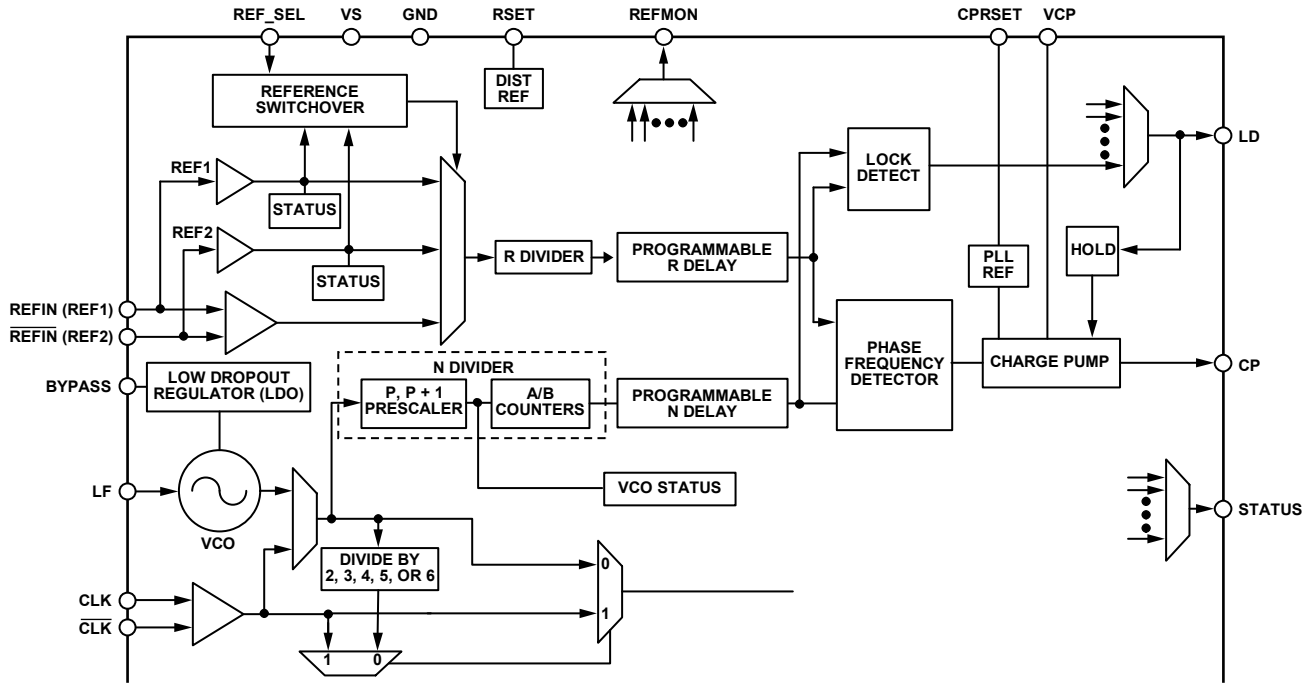 REF_SEL VS GND RSET REFMON CPRSET VCP
DIST
REF
REFERENCE
SWITCHOVER
LD
LOCK
DETECT
REF1
STATUS
REF2
STATUS
R DIVIDER
PROGRAMMABLE
R DELAY
PLL
REF
HOLD
REFIN (REF1)
REFIN (REF2)
PHASE
FREQUENCY
DETECTOR
CHARGE PUMP
CP
BYPASS
LOW DROPOUT
REGULATOR (LDO)
N DIVIDER
P, P + 1
PRESCALER
A/B
COUNTERS
PROGRAMMABLE
N DELAY
LF
VCO
VCO STATUS
STATUS
DIVIDE BY
2, 3, 4, 5, OR 6
0
1
CLK
CLK
1 0